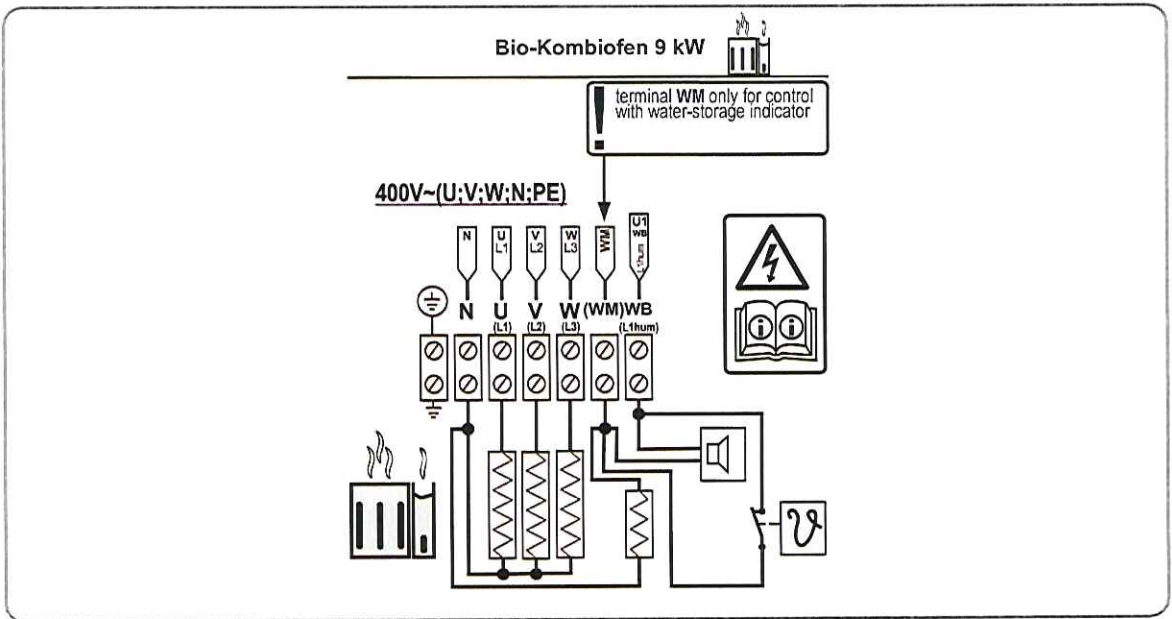 Bio-Kombiofen 9 kW
! terminal WM only for control
with water-storage indicator
400V~(U;V;W;N;PE)
N
U
L1
V
L2
W
L3
WM
U1
WB
L1hum
N U V W (WM) WB
(L1) (L2) (L3) (L1hum)
i i
ϑ